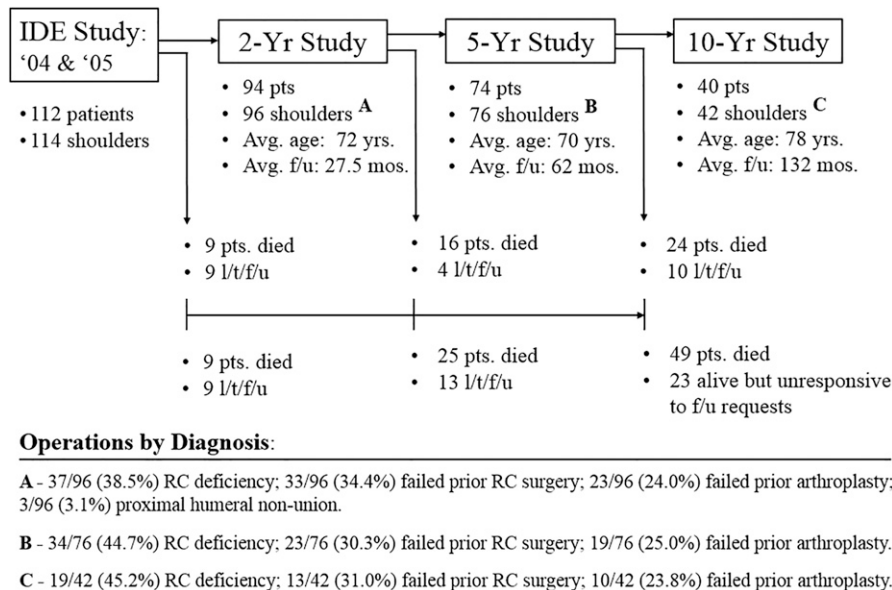 IDE Study:
‘04 & ‘05
2-Yr Study
5-Yr Study
10-Yr Study
•112 patients
•114 shoulders
• 94 pts
• 96 shoulders A
• Avg. age: 72 yrs.
• Avg. f/u: 27.5 mos.
• 74 pts
• 76 shoulders B
• Avg. age: 70 yrs.
• Avg. f/u: 62 mos.
• 40 pts
• 42 shoulders C
• Avg. age: 78 yrs.
• Avg. f/u: 132 mos.
• 9 pts. died
• 9 l/t/f/u
• 16 pts. died
• 4 l/t/f/u
• 24 pts. died
• 10 l/t/f/u
• 9 pts. died
• 9 l/t/f/u
• 25 pts. died
• 13 l/t/f/u
• 49 pts. died
• 23 alive but unresponsive
to f/u requests
Operations by Diagnosis:
A - 37/96 (38.5%) RC deficiency; 33/96 (34.4%) failed prior RC surgery; 23/96 (24.0%) failed prior arthroplasty;
3/96 (3.1%) proximal humeral non-union.
B - 34/76 (44.7%) RC deficiency; 23/76 (30.3%) failed prior RC surgery; 19/76 (25.0%) failed prior arthroplasty.
C - 19/42 (45.2%) RC deficiency; 13/42 (31.0%) failed prior RC surgery; 10/42 (23.8%) failed prior arthroplasty.